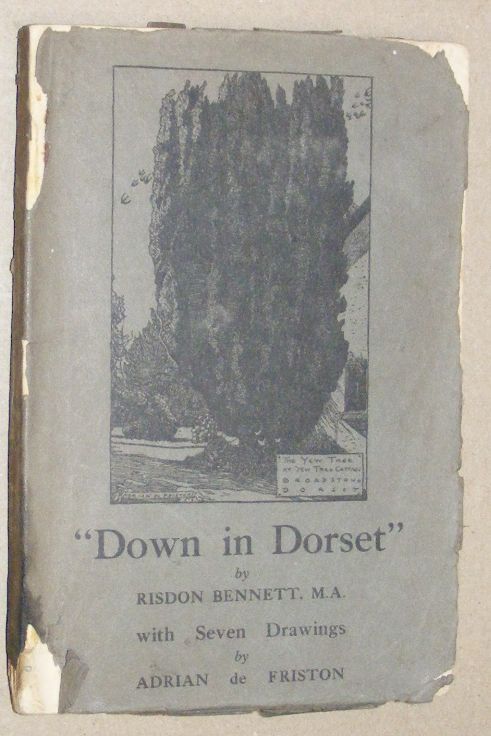 The Yew Tree
at Yew Tree Cottage
BROADSTONE
DORSET
"Down in Dorset"
by
RISDON BENNETT, M.A.
with Seven Drawings
by
ADRIAN de FRISTON